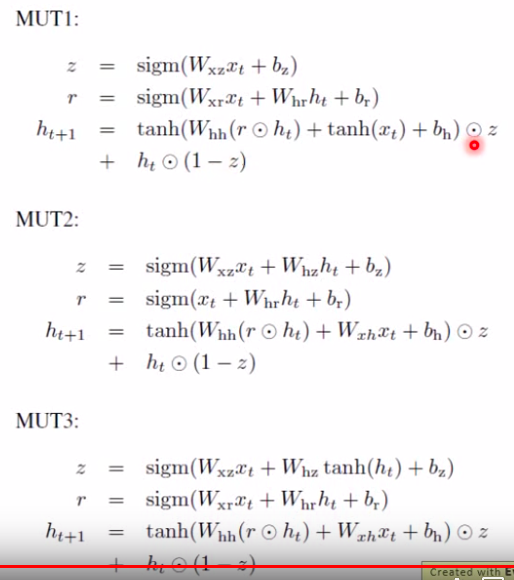 MUT1:
z = sigm(W_xz x_t + b_z)
r = sigm(W_xr x_t + W_hr h_t + b_r)
h_{t+1} = tanh(W_hh(r ⊙ h_t) + tanh(x_t) + b_h) ⊙ z
+ h_t ⊙ (1 − z)
MUT2:
z = sigm(W_xz x_t + W_hz h_t + b_z)
r = sigm(x_t + W_hr h_t + b_r)
h_{t+1} = tanh(W_hh(r ⊙ h_t) + W_xh x_t + b_h) ⊙ z
+ h_t ⊙ (1 − z)
MUT3:
z = sigm(W_xz x_t + W_hz tanh(h_t) + b_z)
r = sigm(W_xr x_t + W_hr h_t + b_r)
h_{t+1} = tanh(W_hh(r ⊙ h_t) + W_xh x_t + b_h) ⊙ z
+ h_t ⊙ (1 − z)
Created with